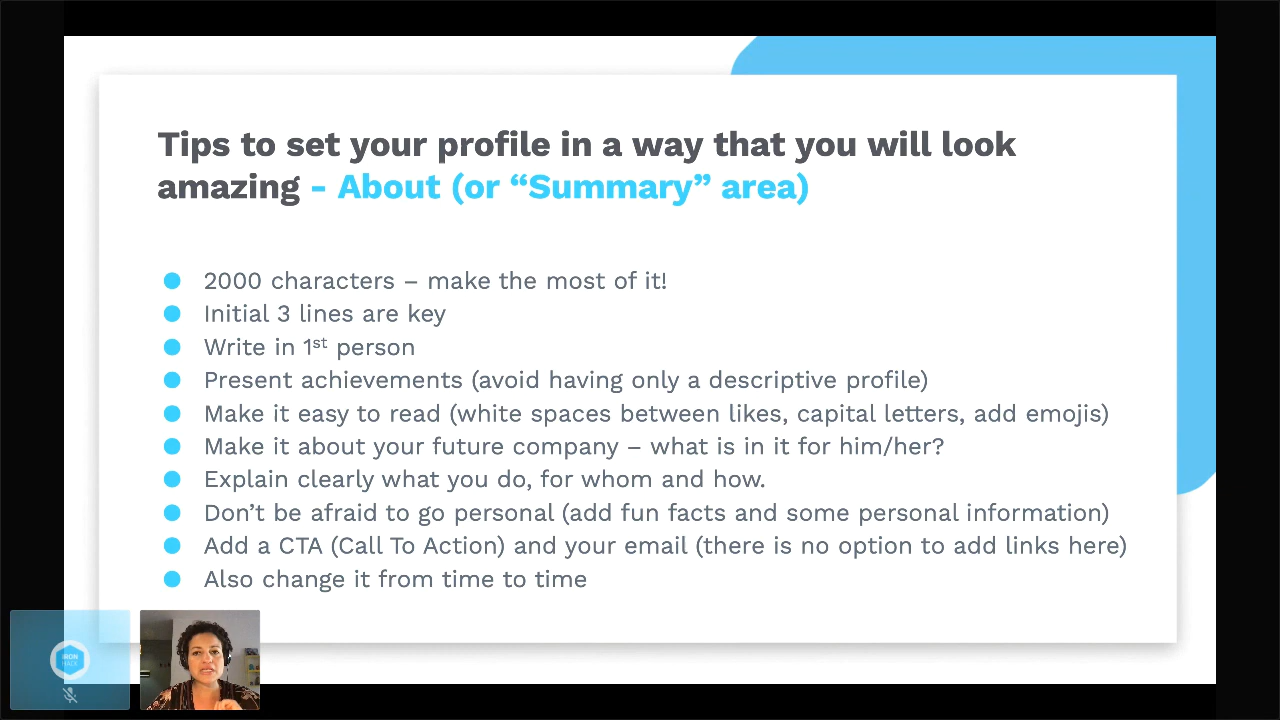 Tips to set your profile in a way that you will look
amazing - About (or “Summary” area)
2000 characters – make the most of it!
Initial 3 lines are key
Write in 1st person
Present achievements (avoid having only a descriptive profile)
Make it easy to read (white spaces between likes, capital letters, add emojis)
Make it about your future company – what is in it for him/her?
Explain clearly what you do, for whom and how.
Don’t be afraid to go personal (add fun facts and some personal information)
Add a CTA (Call To Action) and your email (there is no option to add links here)
Also change it from time to time
IRON
HACK